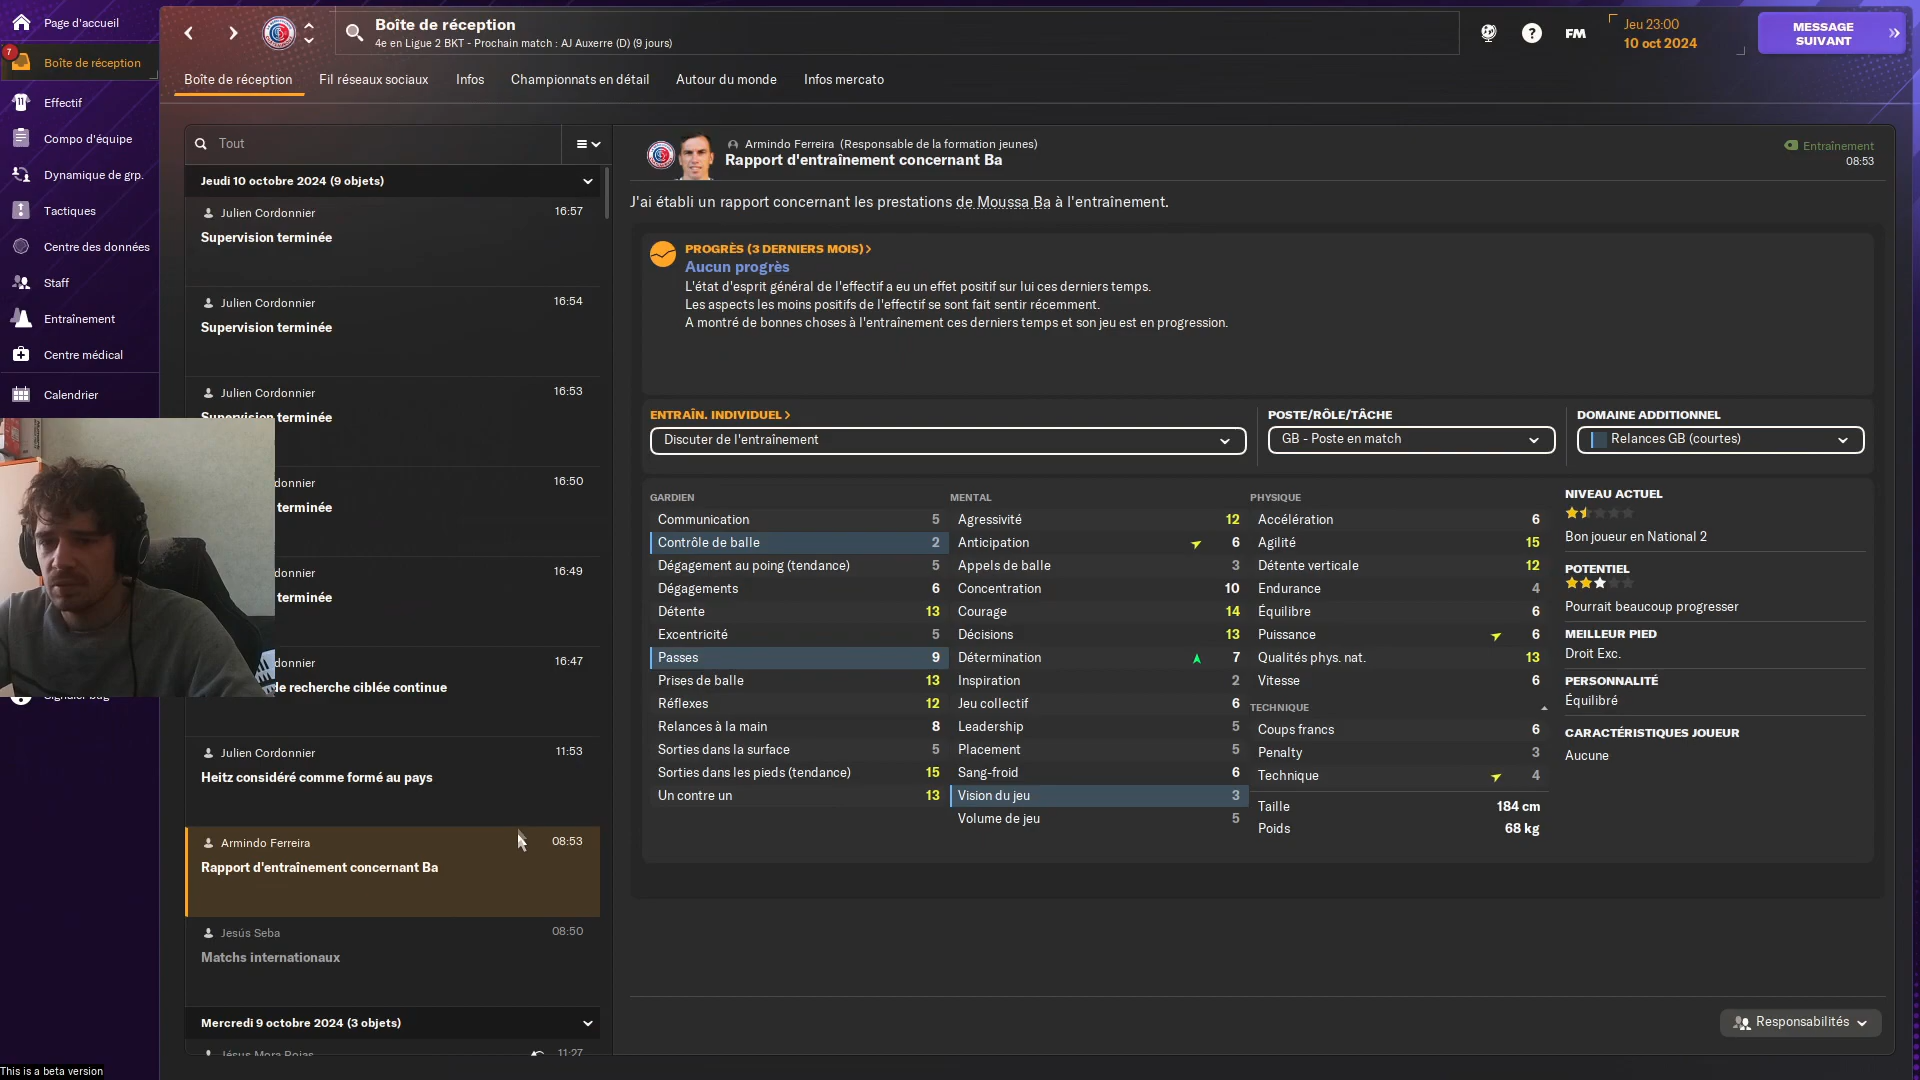 Page d'accueil
7
Boîte de réception
Effectif
Compo d'équipe
Dynamique de grp.
Tactiques
Centre des données
Staff
Entraînement
Centre médical
Calendrier
Boîte de réception
4e en Ligue 2 BKT - Prochain match : AJ Auxerre (D) (9 jours)
FM
Jeu 23:00
10 oct 2024
MESSAGE
SUIVANT
Boîte de réception
Fil réseaux sociaux
Infos
Championnats en détail
Autour du monde
Infos mercato
Tout
Jeudi 10 octobre 2024 (9 objets)
Julien Cordonnier
16:57
Supervision terminée
Julien Cordonnier
16:54
Supervision terminée
Julien Cordonnier
16:53
Supervision terminée
donnier
16:50
terminée
donnier
16:49
terminée
donnier
16:47
de recherche ciblée continue
Julien Cordonnier
11:53
Heitz considéré comme formé au pays
Armindo Ferreira
08:53
Rapport d'entraînement concernant Ba
Jesús Seba
08:50
Matchs internationaux
Mercredi 9 octobre 2024 (3 objets)
Jésus Mora Rojas
11:27
Armindo Ferreira (Responsable de la formation jeunes)
Rapport d'entraînement concernant Ba
Entraînement
08:53
J'ai établi un rapport concernant les prestations de Moussa Ba à l'entraînement.
PROGRÈS (3 DERNIERS MOIS)
Aucun progrès
L'état d'esprit général de l'effectif a eu un effet positif sur lui ces derniers temps.
Les aspects les moins positifs de l'effectif se sont fait sentir récemment.
A montré de bonnes choses à l'entraînement ces derniers temps et son jeu est en progression.
ENTRAÎN. INDIVIDUEL
Discuter de l'entraînement
POSTE/RÔLE/TÂCHE
GB - Poste en match
DOMAINE ADDITIONNEL
Relances GB (courtes)
GARDIEN
Communication 5
Contrôle de balle 2
Dégagement au poing (tendance) 5
Dégagements 6
Détente 13
Excentricité 5
Passes 9
Prises de balle 13
Réflexes 12
Relances à la main 8
Sorties dans la surface 5
Sorties dans les pieds (tendance) 15
Un contre un 13
MENTAL
Agressivité 12
Anticipation 6
Appels de balle 3
Concentration 10
Courage 14
Décisions 13
Détermination 7
Inspiration 2
Jeu collectif 6
Leadership 5
Placement 5
Sang-froid 6
Vision du jeu 3
Volume de jeu 5
PHYSIQUE
Accélération 6
Agilité 15
Détente verticale 12
Endurance 4
Équilibre 6
Puissance 6
Qualités phys. nat. 13
Vitesse 6
TECHNIQUE
Coups francs 6
Penalty 3
Technique 4
Taille 184 cm
Poids 68 kg
NIVEAU ACTUEL
Bon joueur en National 2
POTENTIEL
Pourrait beaucoup progresser
MEILLEUR PIED
Droit Exc.
PERSONNALITÉ
Équilibré
CARACTÉRISTIQUES JOUEUR
Aucune
Responsabilités
This is a beta version